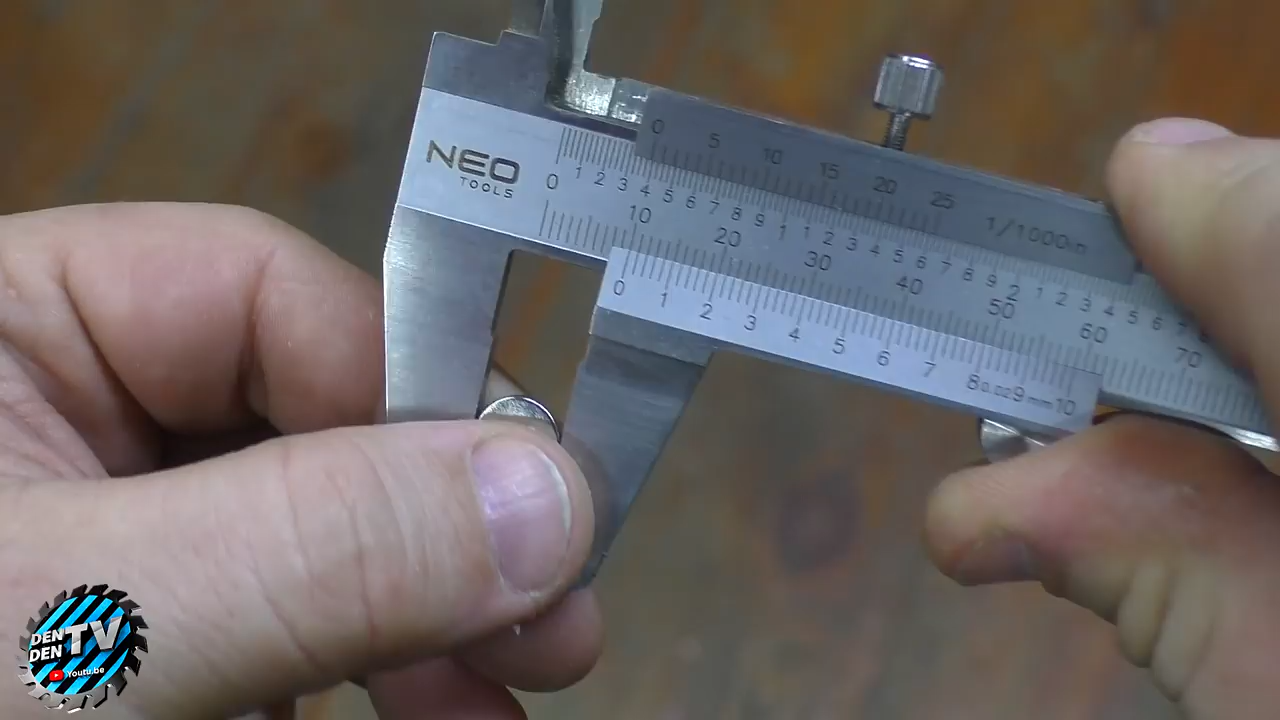 NEO
TOOLS
0 5 10 15 20 25 1/1000in
0 1 2 3 4 5 6 7 8 9 1 1 2 3 4 5 6 7 8 9 2 1 2 3 4 5 6 7
0 10 20 30 40 50 60 70
0 1 2 3 4 5 6 7 8 0.02 9 mm 10
DEN TV
DEN
Youtu.be